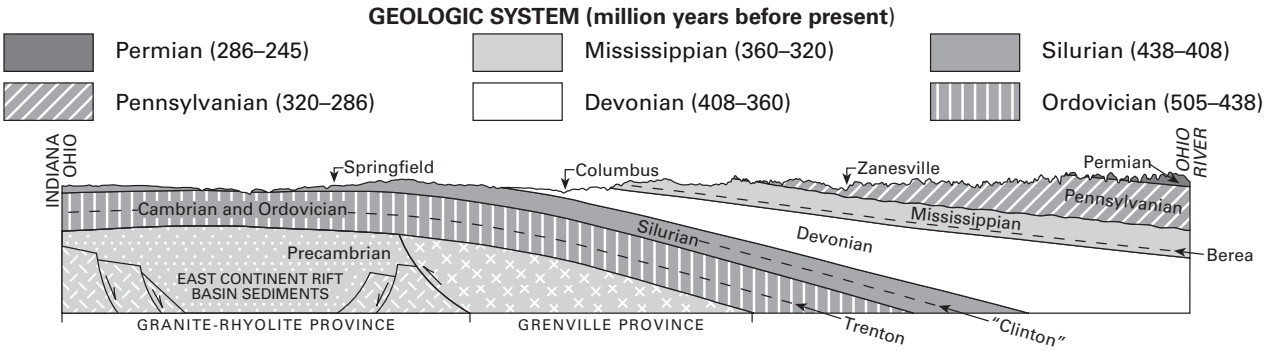 GEOLOGIC SYSTEM (million years before present)
Permian (286–245)
Mississippian (360–320)
Silurian (438–408)
Pennsylvanian (320–286)
Devonian (408–360)
Ordovician (505–438)
INDIANA
OHIO
Springfield
Columbus
Zanesville
Permian
OHIO
RIVER
Cambrian and Ordovician
Silurian
Devonian
Mississippian
Pennsylvanian
Precambrian
EAST CONTINENT RIFT
BASIN SEDIMENTS
Berea
GRANITE-RHYOLITE PROVINCE
GRENVILLE PROVINCE
Trenton
"Clinton"